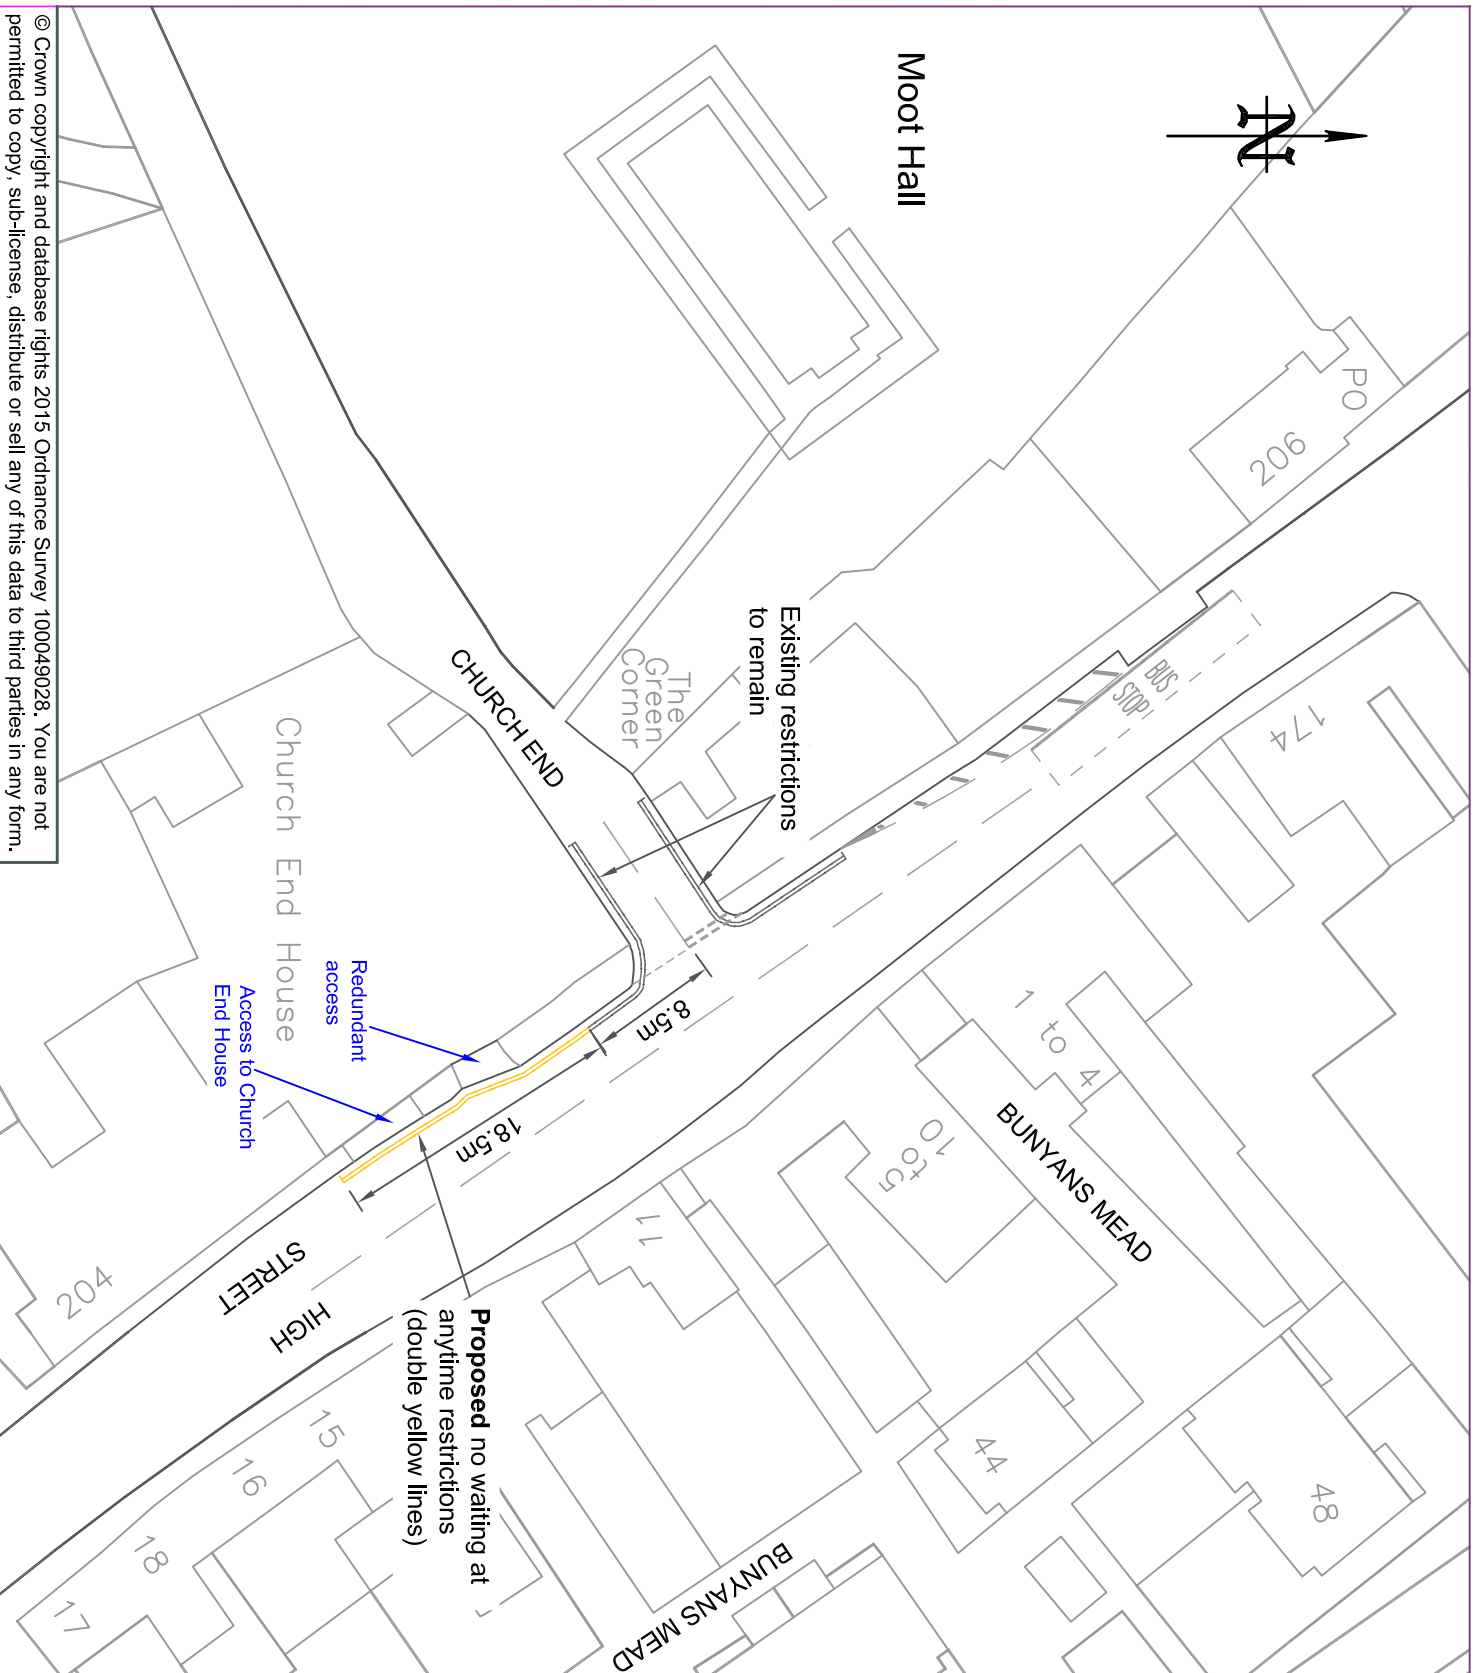 N
Moot Hall
PO
206
BUS
STOP
174
Existing restrictions
to remain
The
Green
Corner
CHURCH END
Church End House
Redundant
access
Access to Church
End House
8.5m
18.5m
1 to 4
BUNYANS MEAD
5 to
10
11
HIGH
STREET
204
Proposed no waiting at
anytime restrictions
(double yellow lines)
15
16
18
17
44
48
BUNYANS MEAD
© Crown copyright and database rights 2015 Ordnance Survey 100049028. You are not
permitted to copy, sub-license, distribute or sell any of this data to third parties in any form.